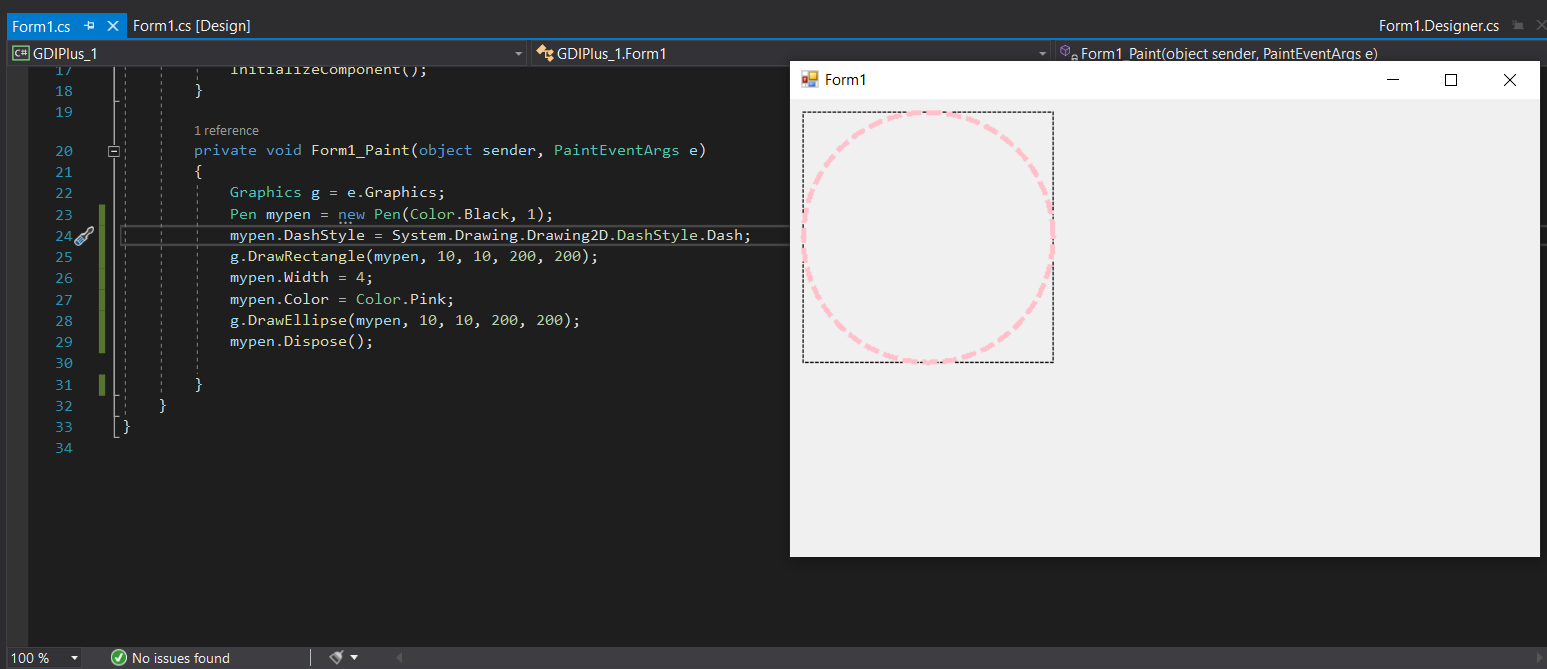 Form1.cs Form1.cs [Design] Form1.Designer.cs
C# GDIPlus_1 GDIPlus_1.Form1 Form1_Paint(object sender, PaintEventArgs e)
17 InitializeComponent();
18 }
19
1 reference
20 private void Form1_Paint(object sender, PaintEventArgs e)
21 {
22 Graphics g = e.Graphics;
23 Pen mypen = new Pen(Color.Black, 1);
24 mypen.DashStyle = System.Drawing.Drawing2D.DashStyle.Dash;
25 g.DrawRectangle(mypen, 10, 10, 200, 200);
26 mypen.Width = 4;
27 mypen.Color = Color.Pink;
28 g.DrawEllipse(mypen, 10, 10, 200, 200);
29 mypen.Dispose();
30
31 }
32 }
33 }
34
Form1
100 % No issues found